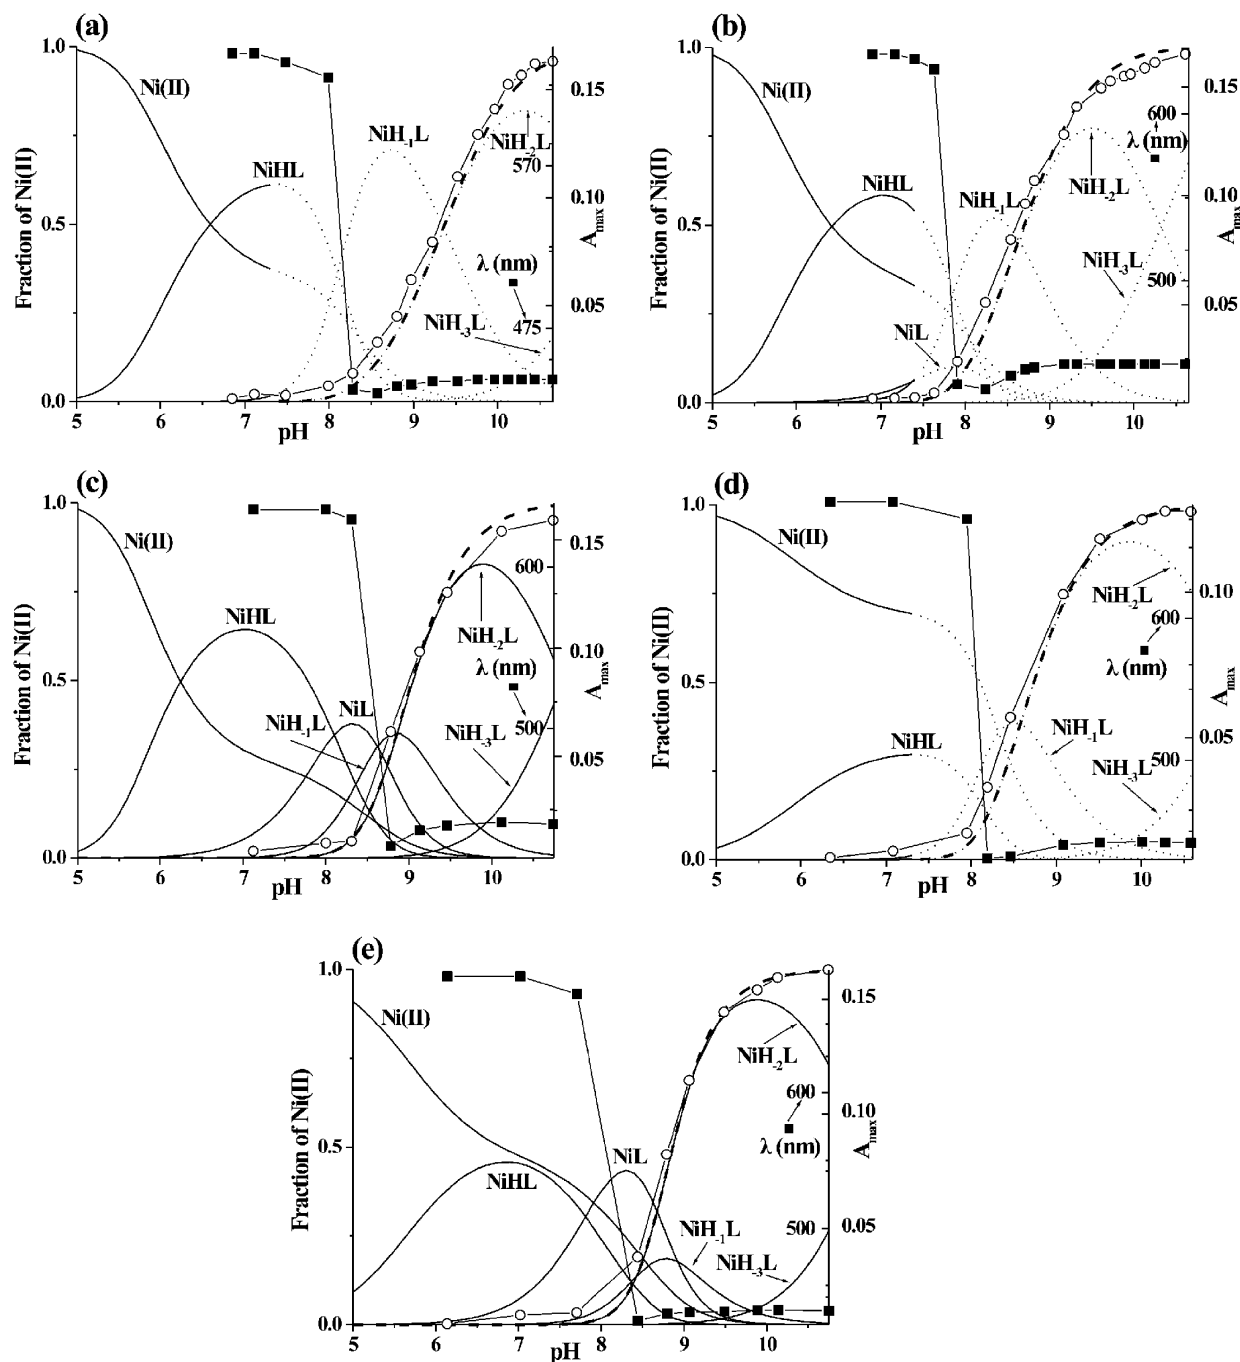 (a)
1.0
0.5
0.0
Fraction of Ni(II)
Ni(II)
NiHL
NiH₋₁L
NiH₋₂L
570
λ (nm)
475
NiH₋₃L
0.15
0.10
0.05
Aₘₐₓ
5 6 7 8 9 10
pH
(b)
1.0
0.5
0.0
Fraction of Ni(II)
Ni(II)
NiHL
NiL
NiH₋₁L
NiH₋₂L
NiH₋₃L
600
λ (nm)
500
0.15
0.10
0.05
Aₘₐₓ
5 6 7 8 9 10
pH
(c)
1.0
0.5
0.0
Fraction of Ni(II)
Ni(II)
NiHL
NiH₋₁L
NiL
NiH₋₂L
NiH₋₃L
600
λ (nm)
500
0.15
0.10
0.05
Aₘₐₓ
5 6 7 8 9 10
pH
(d)
1.0
0.5
0.0
Fraction of Ni(II)
Ni(II)
NiHL
NiH₋₂L
600
λ (nm)
NiH₋₁L
NiH₋₃L
500
0.10
0.05
Aₘₐₓ
5 6 7 8 9 10
pH
(e)
1.0
0.5
0.0
Fraction of Ni(II)
Ni(II)
NiHL
NiL
NiH₋₂L
600
λ (nm)
NiH₋₁L
500
NiH₋₃L
0.15
0.10
0.05
Aₘₐₓ
5 6 7 8 9 10
pH